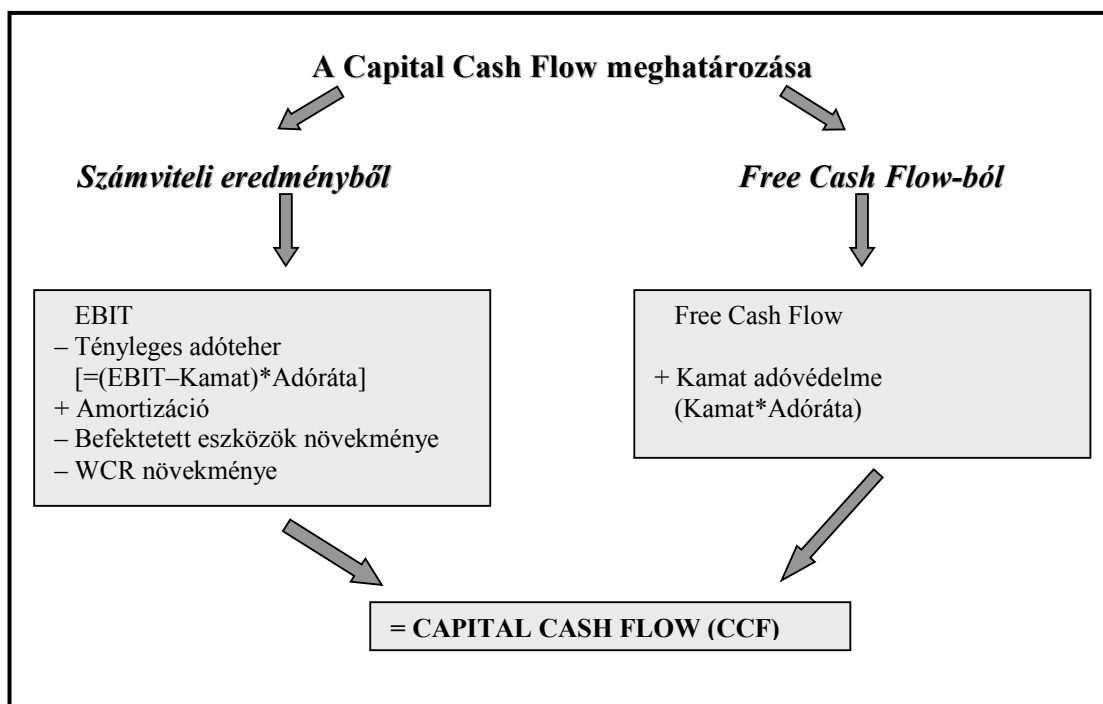 A Capital Cash Flow meghatározása
Számviteli eredményből
Free Cash Flow-ból
EBIT
– Tényleges adóteher
[=(EBIT–Kamat)*Adóráta]
+ Amortizáció
– Befektetett eszközök növekménye
– WCR növekménye
Free Cash Flow
+ Kamat adóvédelme
(Kamat*Adóráta)
= CAPITAL CASH FLOW (CCF)